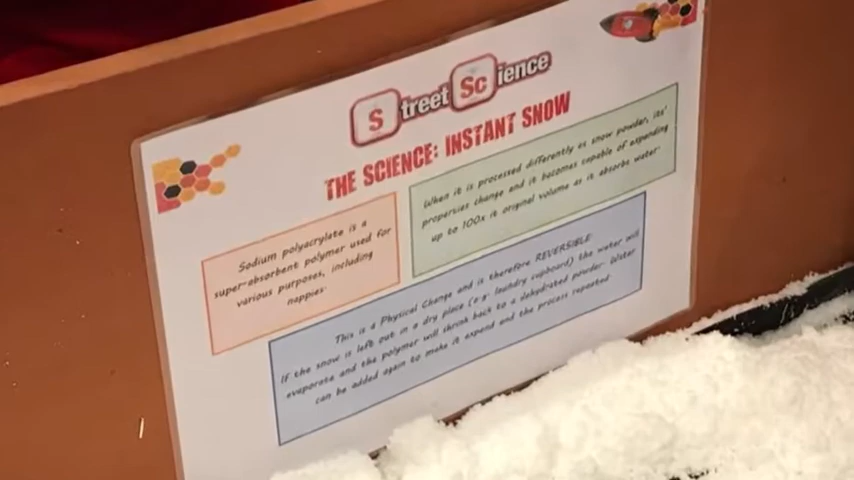 Street Science
THE SCIENCE: INSTANT SNOW
Sodium polyacrylate is a
super-absorbent polymer used for
various purposes, including
nappies.
When it is processed differently as snow powder, its'
properties change and it becomes capable of expanding
up to 100x it original volume as it absorbs water.
This is a Physical Change and is therefore REVERSIBLE.
If the snow is left out in a dry place (e.g. laundry cupboard) the water will
evaporate and the polymer will shrink back to a dehydrated powder. Water
can be added again to make it expend and the process repeated.